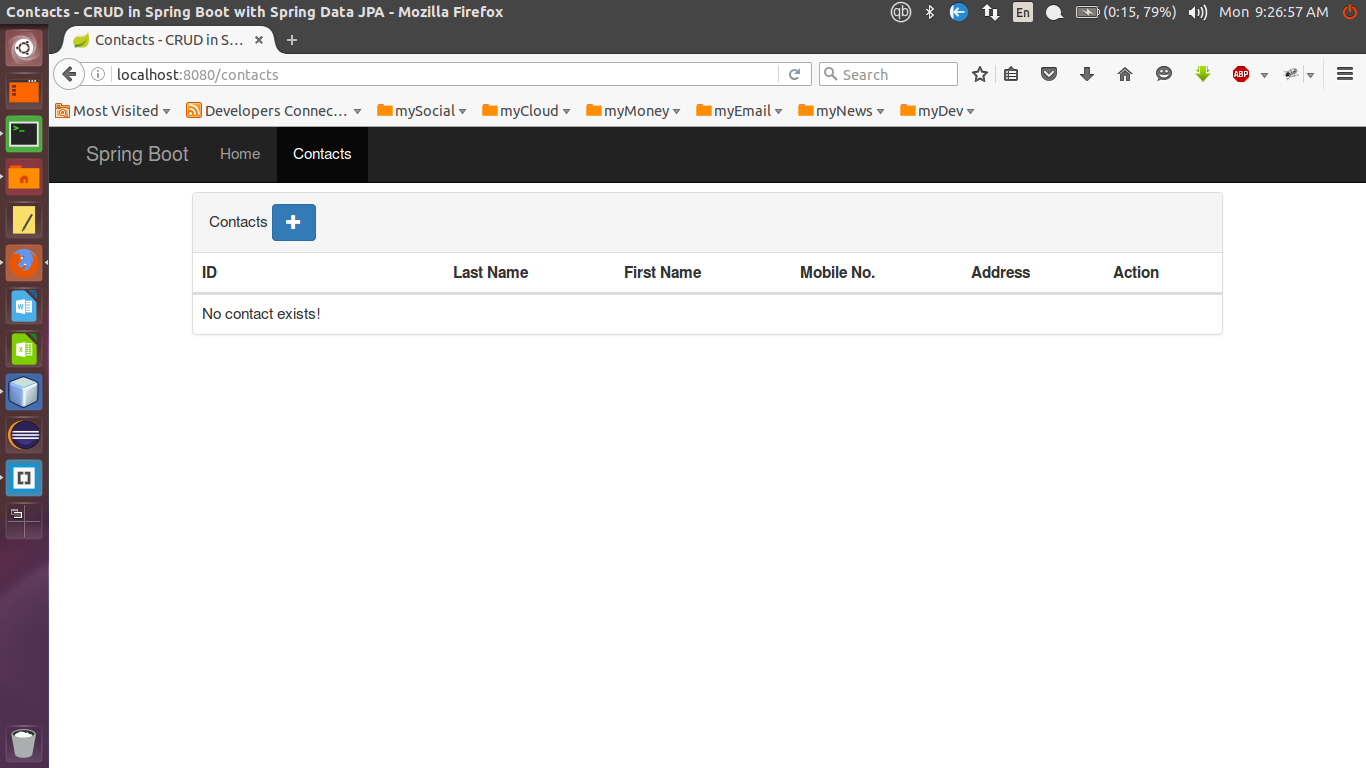 Contacts - CRUD in Spring Boot with Spring Data JPA - Mozilla Firefox qb En (0:15, 79%) Mon 9:26:57 AM
Contacts - CRUD in S...
localhost:8080/contacts Search ABP
Most Visited Developers Connec... mySocial myCloud myMoney myEmail myNews myDev
Spring Boot Home Contacts
Contacts
ID Last Name First Name Mobile No. Address Action
No contact exists!